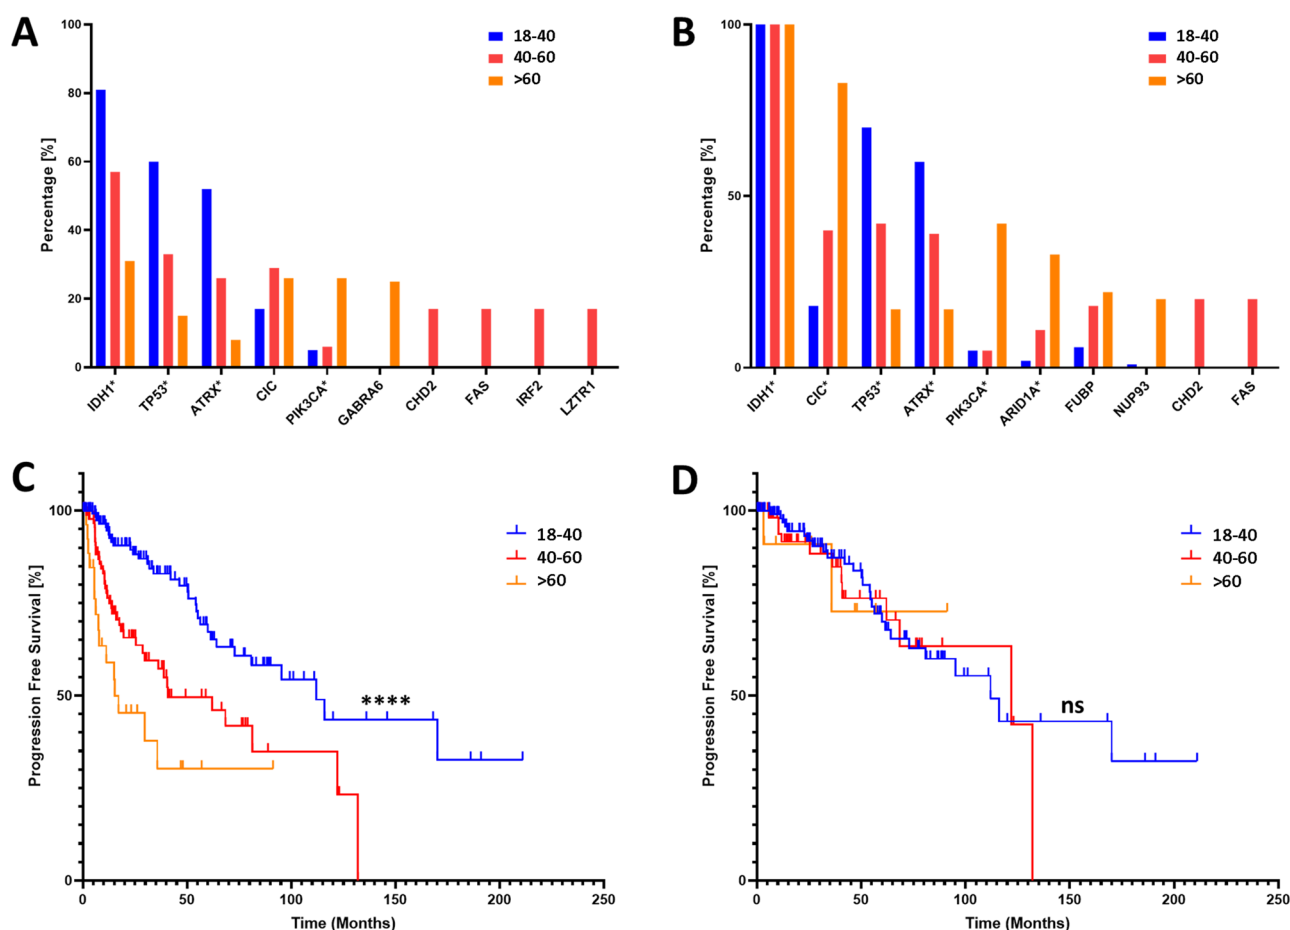 A
Percentage [%]
100
80
60
40
20
0
18-40
40-60
>60
IDH1*
TP53*
ATRX*
CIC
PIK3CA*
GABRA6
CHD2
FAS
IRF2
LZTR1
B
Percentage [%]
100
50
0
18-40
40-60
>60
IDH1*
CIC*
TP53*
ATRX*
PIK3CA*
ARID1A*
FUBP
NUP93
CHD2
FAS
C
Progression Free Survival [%]
100
50
0
18-40
40-60
>60
****
0 50 100 150 200 250
Time (Months)
D
Progression Free Survival [%]
100
50
0
18-40
40-60
>60
ns
0 50 100 150 200 250
Time (Months)